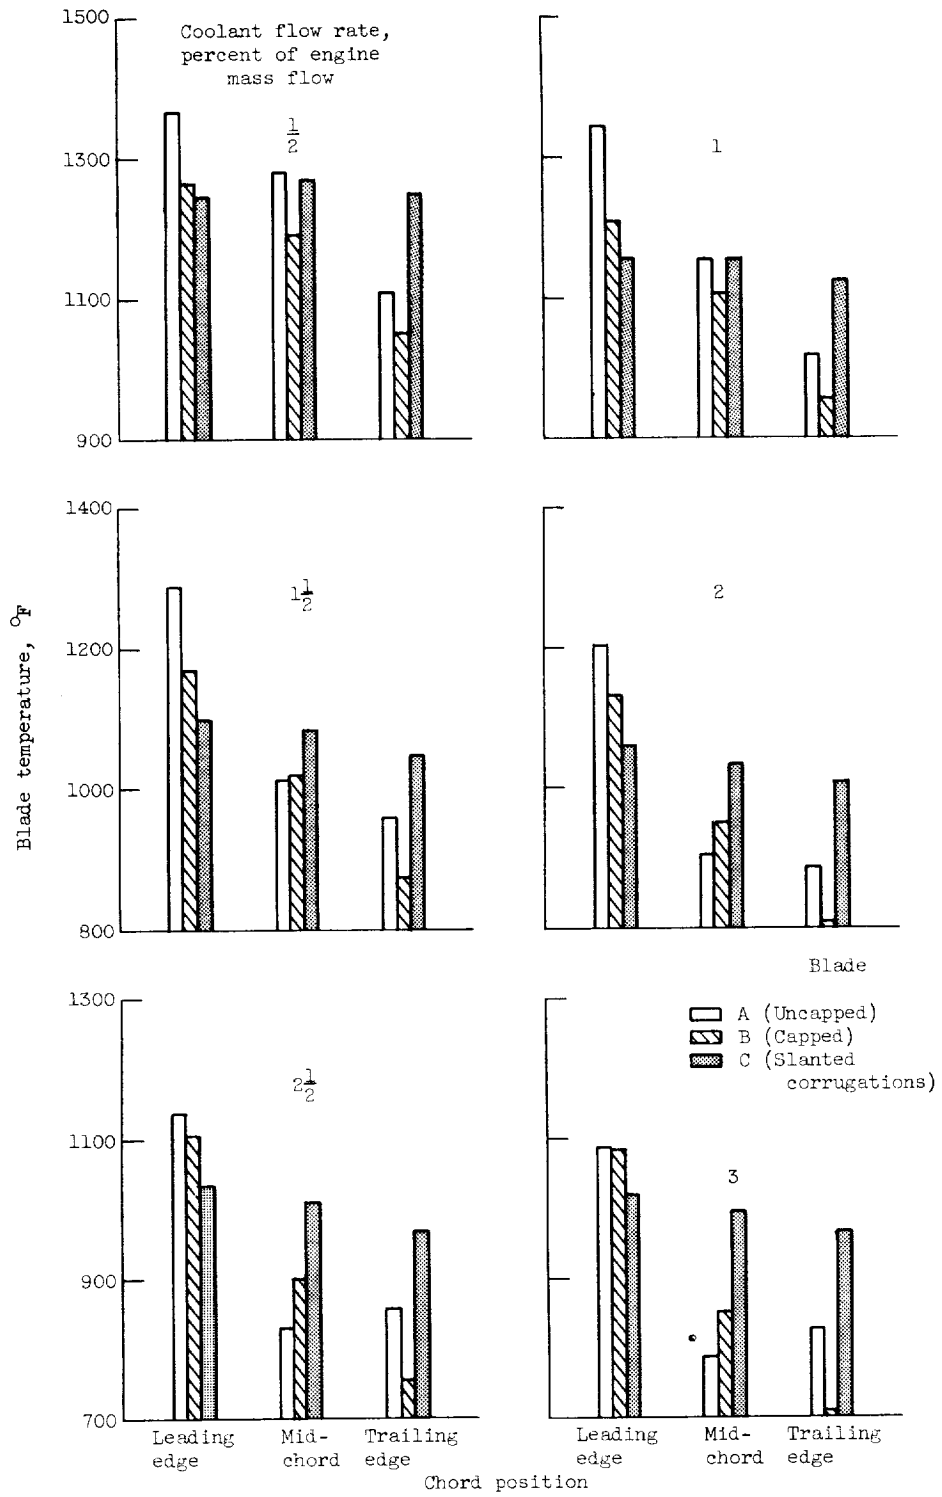 Coolant flow rate,
percent of engine
mass flow
1500
1300
1100
900
1/2
1
Blade temperature, °F
1400
1200
1000
800
1 1/2
2
Blade
A (Uncapped)
B (Capped)
C (Slanted
corrugations)
1300
1100
900
700
2 1/2
3
Leading
edge
Mid-
chord
Trailing
edge
Leading
edge
Mid-
chord
Trailing
edge
Chord position